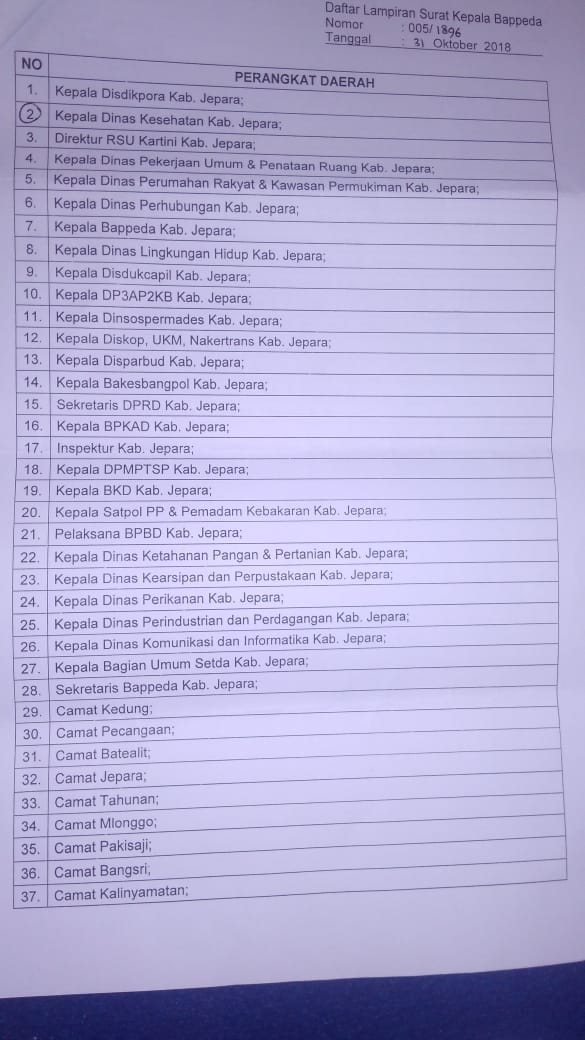 Daftar Lampiran Surat Kepala Bappeda
Nomor : 005/1896
Tanggal : 31 Oktober 2018
NO PERANGKAT DAERAH
1. Kepala Disdikpora Kab. Jepara;
2 Kepala Dinas Kesehatan Kab. Jepara;
3. Direktur RSU Kartini Kab. Jepara;
4. Kepala Dinas Pekerjaan Umum & Penataan Ruang Kab. Jepara;
5. Kepala Dinas Perumahan Rakyat & Kawasan Permukiman Kab. Jepara;
6. Kepala Dinas Perhubungan Kab. Jepara;
7. Kepala Bappeda Kab. Jepara;
8. Kepala Dinas Lingkungan Hidup Kab. Jepara;
9. Kepala Disdukcapil Kab. Jepara;
10. Kepala DP3AP2KB Kab. Jepara;
11. Kepala Dinsospermades Kab. Jepara;
12. Kepala Diskop, UKM, Nakertrans Kab. Jepara;
13. Kepala Disparbud Kab. Jepara;
14. Kepala Bakesbangpol Kab. Jepara;
15. Sekretaris DPRD Kab. Jepara;
16. Kepala BPKAD Kab. Jepara;
17. Inspektur Kab. Jepara;
18. Kepala DPMPTSP Kab. Jepara;
19. Kepala BKD Kab. Jepara;
20. Kepala Satpol PP & Pemadam Kebakaran Kab. Jepara;
21. Pelaksana BPBD Kab. Jepara;
22. Kepala Dinas Ketahanan Pangan & Pertanian Kab. Jepara;
23. Kepala Dinas Kearsipan dan Perpustakaan Kab. Jepara;
24. Kepala Dinas Perikanan Kab. Jepara;
25. Kepala Dinas Perindustrian dan Perdagangan Kab. Jepara;
26. Kepala Dinas Komunikasi dan Informatika Kab. Jepara;
27. Kepala Bagian Umum Setda Kab. Jepara;
28. Sekretaris Bappeda Kab. Jepara;
29. Camat Kedung;
30. Camat Pecangaan;
31. Camat Batealit;
32. Camat Jepara;
33. Camat Tahunan;
34. Camat Mlonggo;
35. Camat Pakisaji;
36. Camat Bangsri;
37. Camat Kalinyamatan;